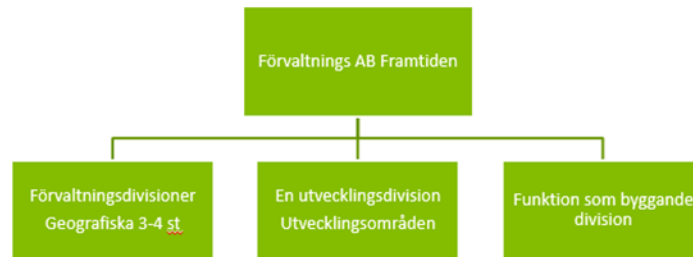 Förvaltnings AB Framtiden
Förvaltningsdivisioner
Geografiska 3-4 st
En utvecklingsdivision
Utvecklingsområden
Funktion som byggande
division